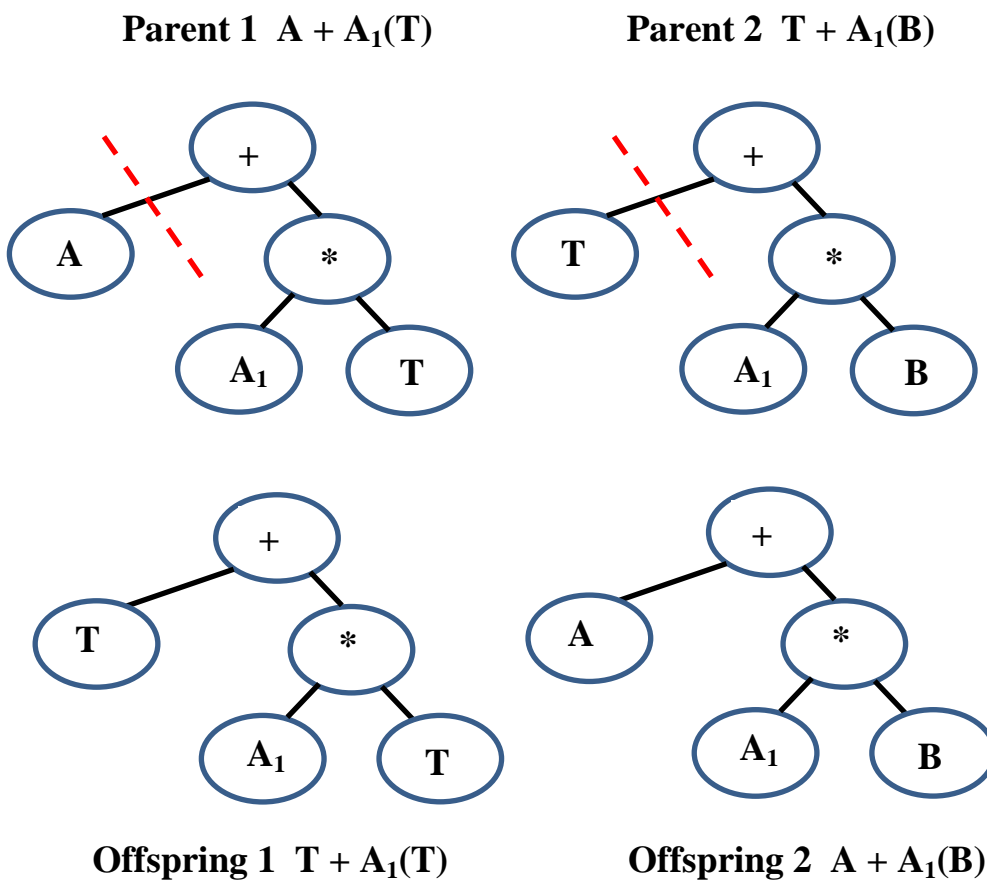 Parent 1 A + A₁(T)
Parent 2 T + A₁(B)
+
+
A
*
T
*
A₁
T
A₁
B
+
+
T
*
A
*
A₁
T
A₁
B
Offspring 1 T + A₁(T)
Offspring 2 A + A₁(B)